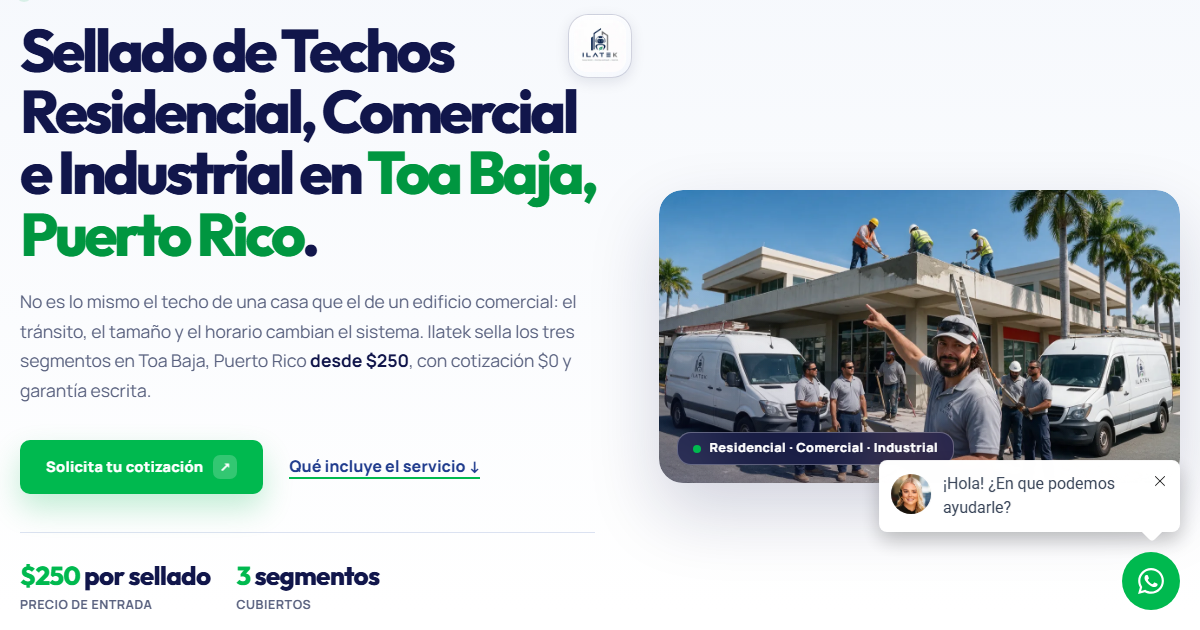 Sellado de Techos
Residencial, Comercial
e Industrial en Toa Baja,
Puerto Rico.
ILATEK
No es lo mismo el techo de una casa que el de un edificio comercial: el
tránsito, el tamaño y el horario cambian el sistema. Ilatek sella los tres
segmentos en Toa Baja, Puerto Rico desde $250, con cotización $0 y
garantía escrita.
Solicita tu cotización ↗
Qué incluye el servicio ↓
$250 por sellado
PRECIO DE ENTRADA
3 segmentos
CUBIERTOS
ILATEK
ILATEK
Residencial · Comercial · Industrial
¡Hola! ¿En que podemos
ayudarle?